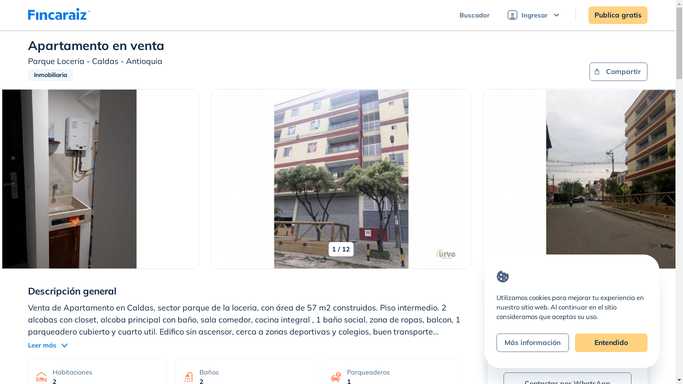 Fincaraiz
Buscador
Ingresar
Publica gratis
Apartamento en venta
Parque Locería - Caldas - Antioquia
Inmobiliaria
Compartir
1 / 12
Descripción general
Venta de Apartamento en Caldas, sector parque de la loceria, con área de 57 m2 construidos. Piso intermedio. 2
alcobas con closet, alcoba principal con baño, sala comedor, cocina integral , 1 baño social, zona de ropas, balcon, 1
parqueadero cubierto y cuarto util. Edifico sin ascensor, cerca a zonas deportivas y colegios, buen transporte...
Leer más
Habitaciones
2
Baños
2
Parqueaderos
1
Utilizamos cookies para mejorar tu experiencia en
nuestro sitio web. Al continuar en el sitio
consideramos que aceptas su uso.
Más información
Entendido
Contactar por WhatsApp